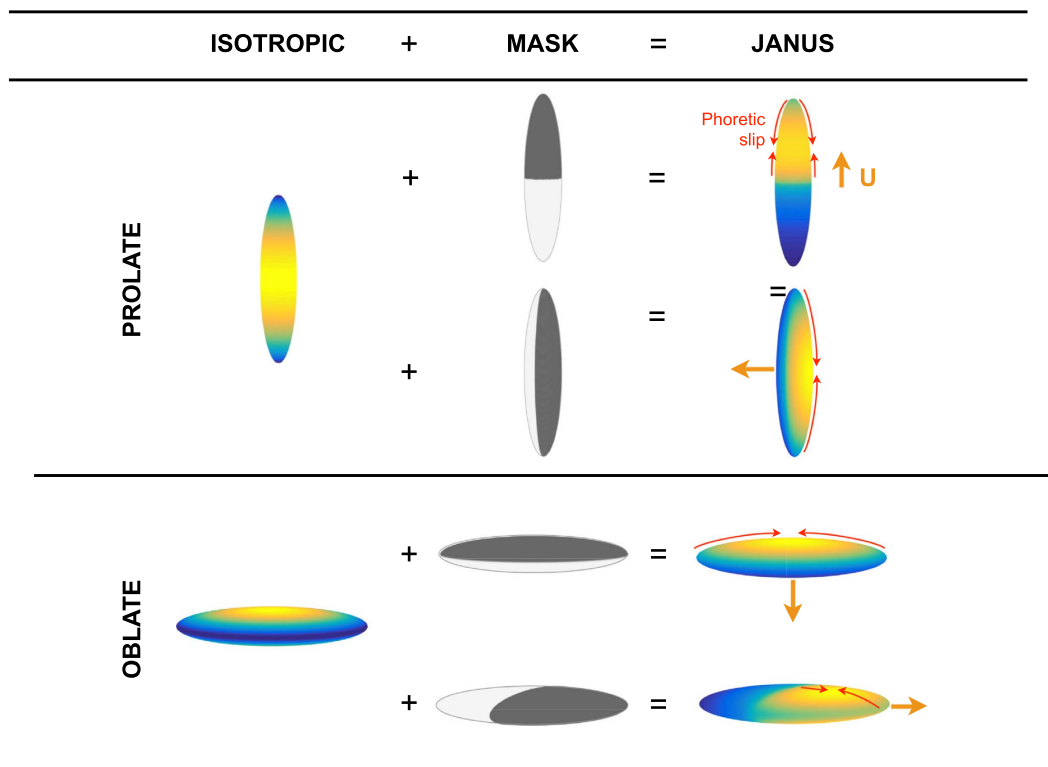 ISOTROPIC + MASK = JANUS
PROLATE
+ =
Phoretic
slip
U
+ =
=
OBLATE
+ =
+ =